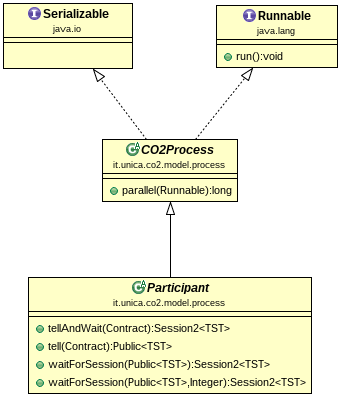 Serializable
java.io
Runnable
java.lang
run():void
CO2Process
it.unica.co2.model.process
parallel(Runnable):long
Participant
it.unica.co2.model.process
tellAndWait(Contract):Session2<TST>
tell(Contract):Public<TST>
waitForSession(Public<TST>):Session2<TST>
waitForSession(Public<TST>,Integer):Session2<TST>